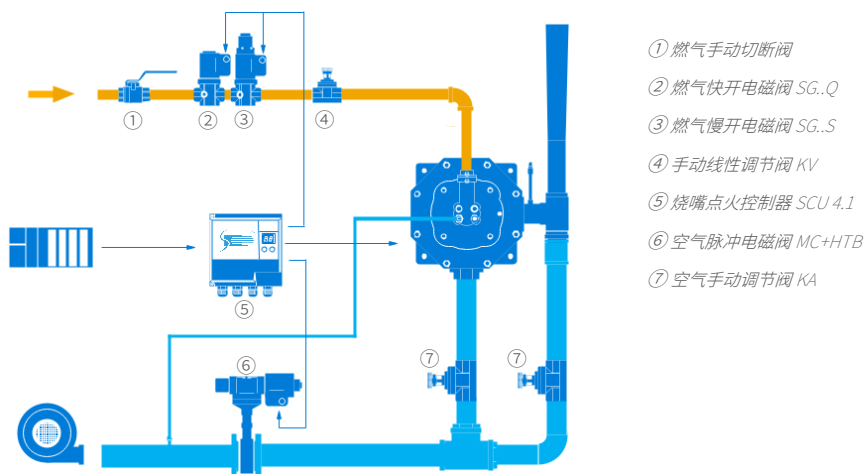 ① 燃气手动切断阀
② 燃气快开电磁阀 SG..Q
③ 燃气慢开电磁阀 SG..S
④ 手动线性调节阀 KV
⑤ 烧嘴点火控制器 SCU 4.1
⑥ 空气脉冲电磁阀 MC+HTB
⑦ 空气手动调节阀 KA
①
②
③
④
⑤
⑥
⑦
⑦